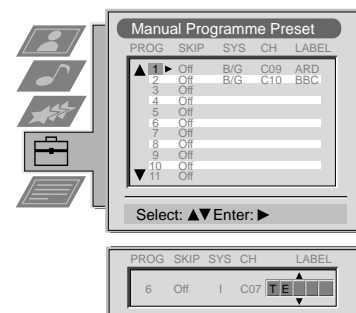 Manual Programme Preset
PROG SKIP SYS CH LABEL
1 Off B/G C09 ARD
2 Off B/G C10 BBC
3 Off
4 Off
5 Off
6 Off
7 Off
8 Off
9 Off
10 Off
11 Off
Select: ▲▼ Enter: ▶
PROG SKIP SYS CH LABEL
6 Off I C07 TE